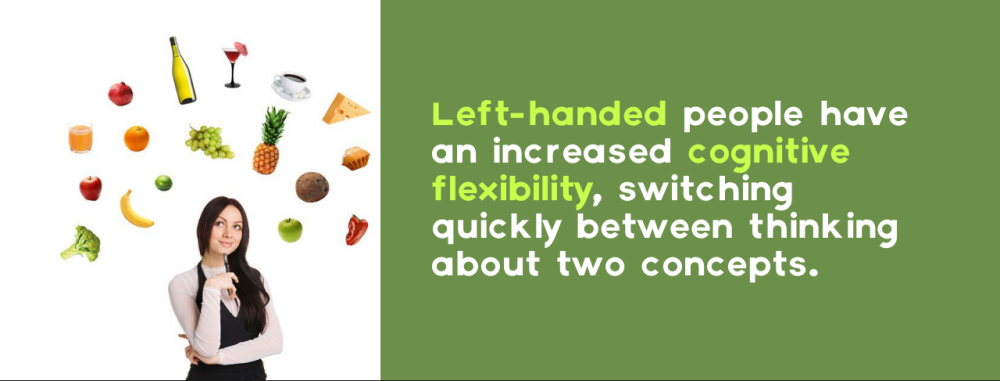 Left-handed people have
an increased cognitive
flexibility, switching
quickly between thinking
about two concepts.